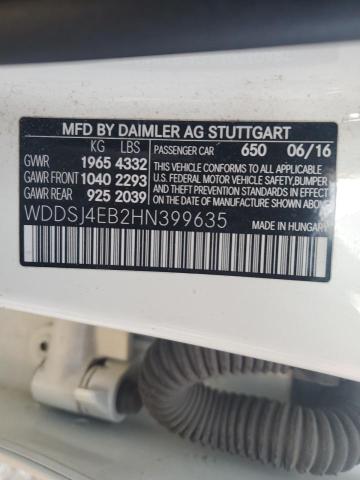 MFD BY DAIMLER AG STUTTGART
KG LBS PASSENGER CAR 650 06/16
GVWR 1965 4332
GAWR FRONT 1040 2293
GAWR REAR 925 2039
THIS VEHICLE CONFORMS TO ALL APPLICABLE
U.S. FEDERAL MOTOR VEHICLE SAFETY, BUMPER
AND THEFT PREVENTION STANDARDS IN EFFECT
ON THE DATE OF MANUFACTURE SHOWN ABOVE.
WDDSJ4EB2HN399635
MADE IN HUNGARY